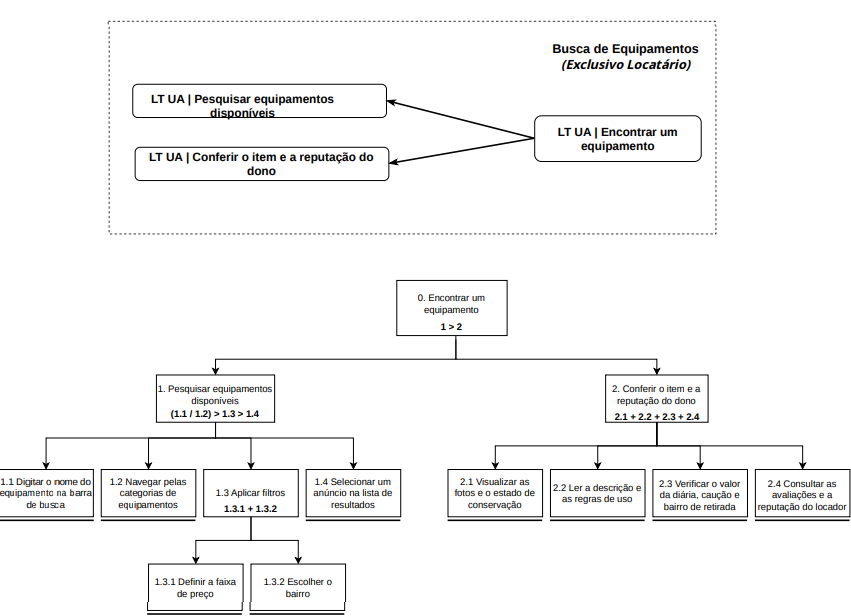 Busca de Equipamentos
(Exclusivo Locatário)
LT UA | Pesquisar equipamentos
disponíveis
LT UA | Encontrar um
equipamento
LT UA | Conferir o item e a reputação do
dono
0. Encontrar um
equipamento
1 > 2
1. Pesquisar equipamentos
disponíveis
(1.1 / 1.2) > 1.3 > 1.4
2. Conferir o item e a
reputação do dono
2.1 + 2.2 + 2.3 + 2.4
1.1 Digitar o nome do
equipamento na barra
de busca
1.2 Navegar pelas
categorias de
equipamentos
1.3 Aplicar filtros
1.3.1 + 1.3.2
1.4 Selecionar um
anúncio na lista de
resultados
2.1 Visualizar as
fotos e o estado de
conservação
2.2 Ler a descrição e
as regras de uso
2.3 Verificar o valor
da diária, caução e
bairro de retirada
2.4 Consultar as
avaliações e a
reputação do locador
1.3.1 Definir a faixa
de preço
1.3.2 Escolher o
bairro